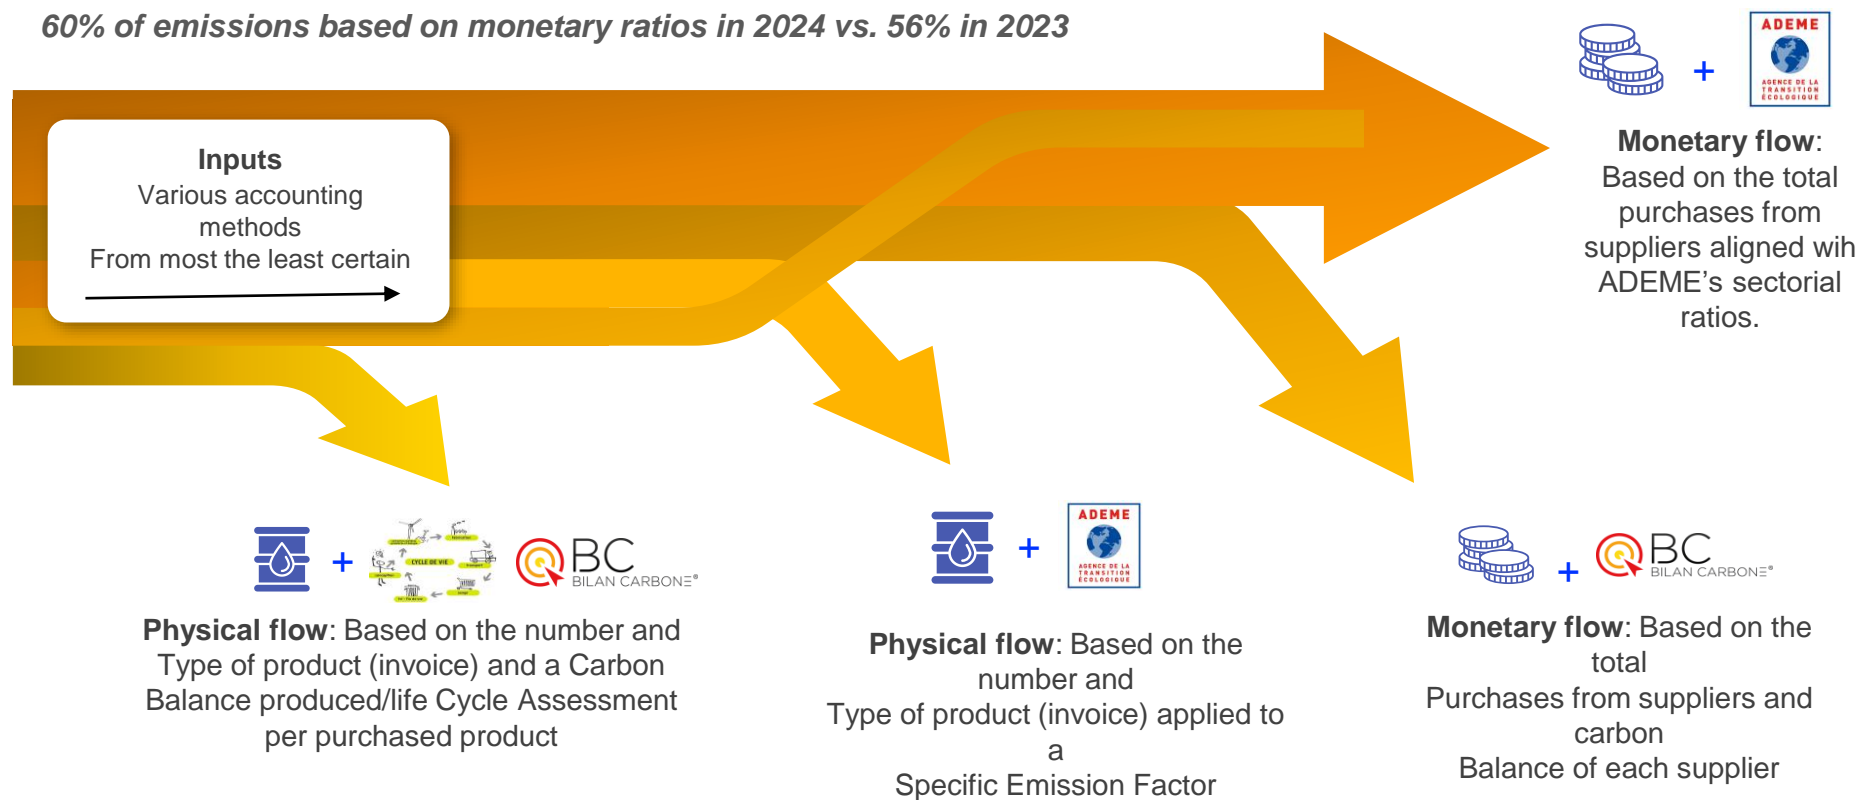 60% of emissions based on monetary ratios in 2024 vs. 56% in 2023
Inputs
Various accounting
methods
From most the least certain
+
ADEME
AGENCE DE LA
TRANSITION
ÉCOLOGIQUE
Monetary flow:
Based on the total
purchases from
suppliers aligned wih
ADEME’s sectorial
ratios.
+
CYCLE DE VIE
BC
BILAN CARBONE®
Physical flow: Based on the number and
Type of product (invoice) and a Carbon
Balance produced/life Cycle Assessment
per purchased product
+
ADEME
AGENCE DE LA
TRANSITION
ÉCOLOGIQUE
Physical flow: Based on the
number and
Type of product (invoice) applied to
a
Specific Emission Factor
+
BC
BILAN CARBONE®
Monetary flow: Based on the
total
Purchases from suppliers and
carbon
Balance of each supplier